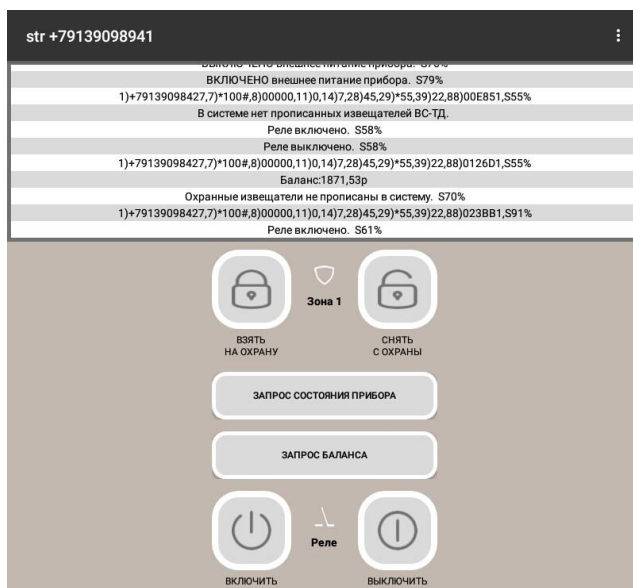 str +79139098941
ВЫКЛЮЧЕНО внешнее питание прибора. S70%
ВКЛЮЧЕНО внешнее питание прибора. S79%
1)+79139098427,7)*100#,8)00000,11)0,14)7,28)45,29)*55,39)22,88)00E851,S55%
В системе нет прописанных извещателей ВС-ТД.
Реле включено. S58%
Реле выключено. S58%
1)+79139098427,7)*100#,8)00000,11)0,14)7,28)45,29)*55,39)22,88)0126D1,S55%
Баланс:1871,53р
Охранные извещатели не прописаны в систему. S70%
1)+79139098427,7)*100#,8)00000,11)0,14)7,28)45,29)*55,39)22,88)023BB1,S91%
Реле включено. S61%
Зона 1
ВЗЯТЬ
НА ОХРАНУ
СНЯТЬ
С ОХРАНЫ
ЗАПРОС СОСТОЯНИЯ ПРИБОРА
ЗАПРОС БАЛАНСА
Реле
ВКЛЮЧИТЬ
ВЫКЛЮЧИТЬ